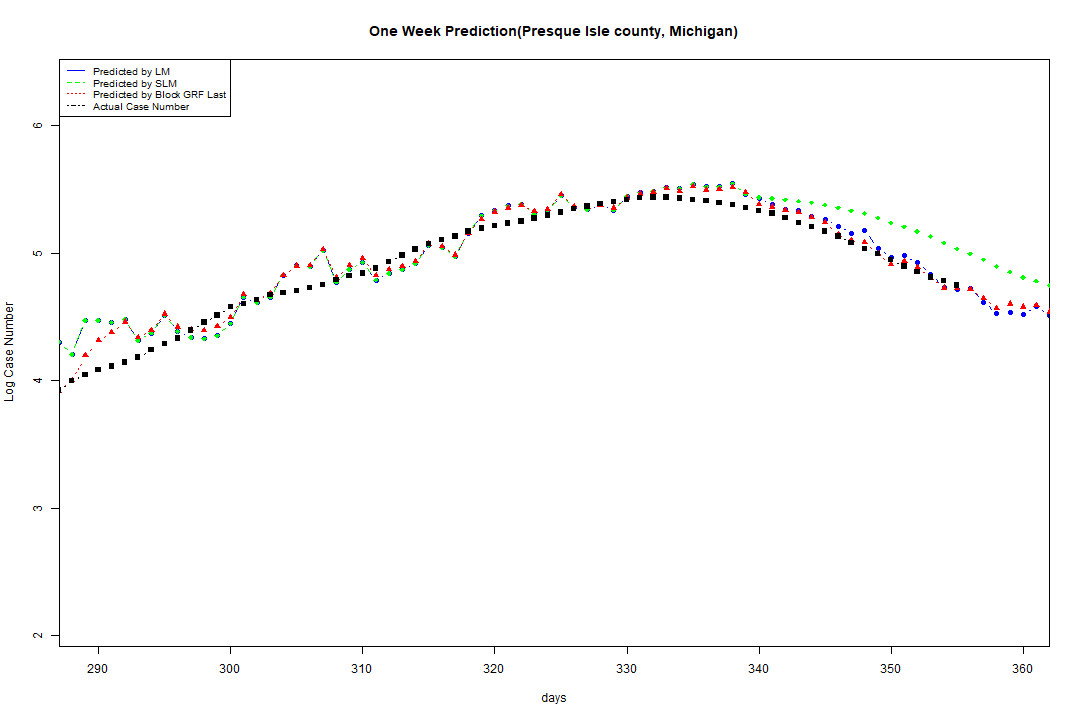 One Week Prediction(Presque Isle county, Michigan)
Predicted by LM
Predicted by SLM
Predicted by Block GRF Last
Actual Case Number
6
5
4
3
2
Log Case Number
290 300 310 320 330 340 350 360
days